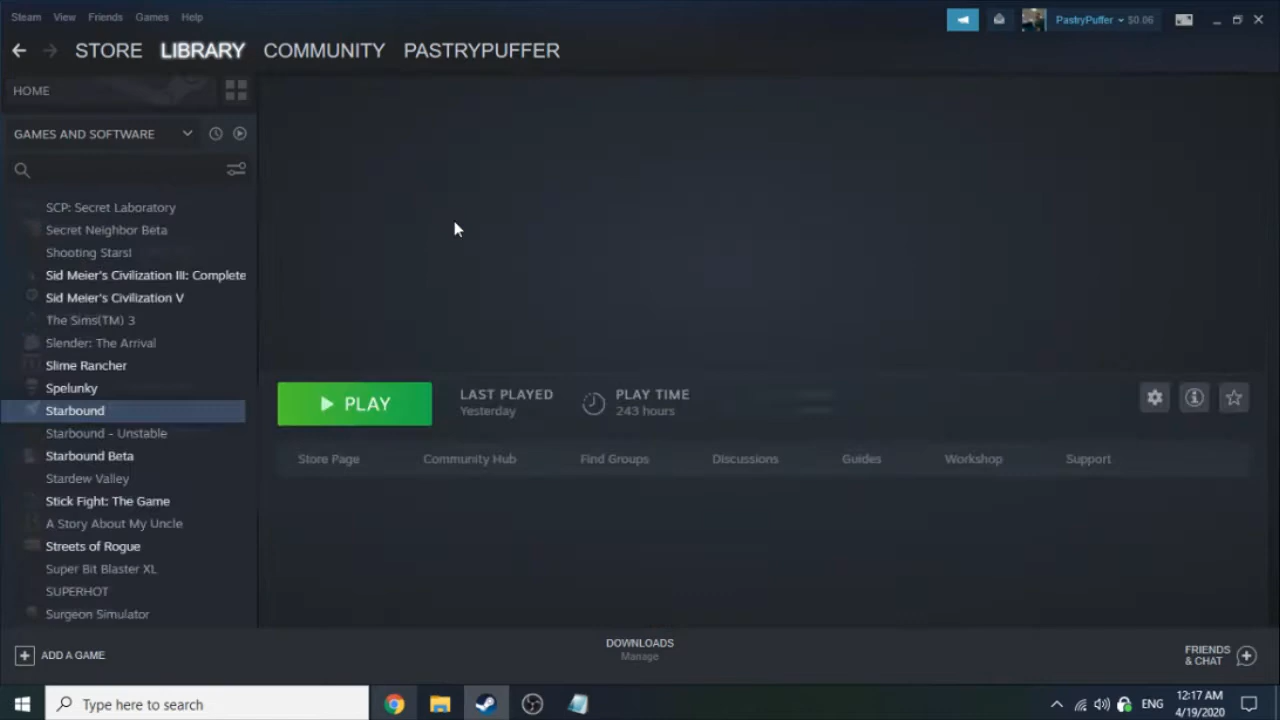 Steam View Friends Games Help
PastryPuffer $0.06
STORE LIBRARY COMMUNITY PASTRYPUFFER
HOME
GAMES AND SOFTWARE
SCP: Secret Laboratory
Secret Neighbor Beta
Shooting Stars!
Sid Meier's Civilization III: Complete
Sid Meier's Civilization V
The Sims(TM) 3
Slender: The Arrival
Slime Rancher
Spelunky
Starbound
Starbound - Unstable
Starbound Beta
Stardew Valley
Stick Fight: The Game
A Story About My Uncle
Streets of Rogue
Super Bit Blaster XL
SUPERHOT
Surgeon Simulator
PLAY
LAST PLAYED
Yesterday
PLAY TIME
243 hours
Store Page Community Hub Find Groups Discussions Guides Workshop Support
ADD A GAME
DOWNLOADS
Manage
FRIENDS
& CHAT
Type here to search
ENG
12:17 AM
4/19/2020